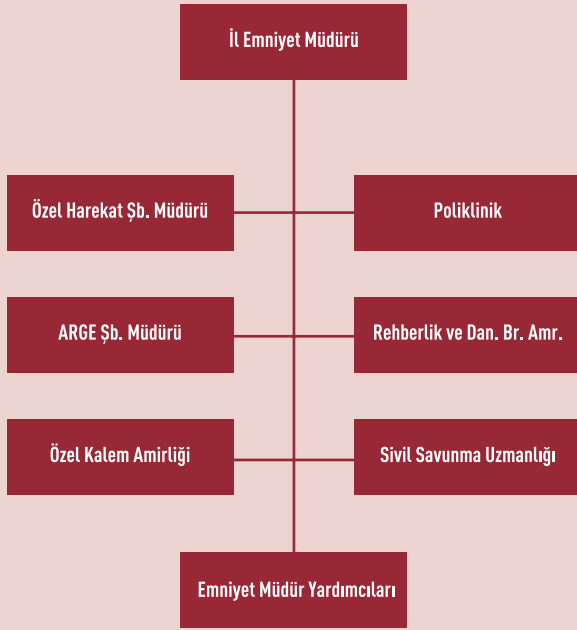 İl Emniyet Müdürü
Özel Harekat Şb. Müdürü
Poliklinik
ARGE Şb. Müdürü
Rehberlik ve Dan. Br. Amr.
Özel Kalem Amirliği
Sivil Savunma Uzmanlığı
Emniyet Müdür Yardımcıları